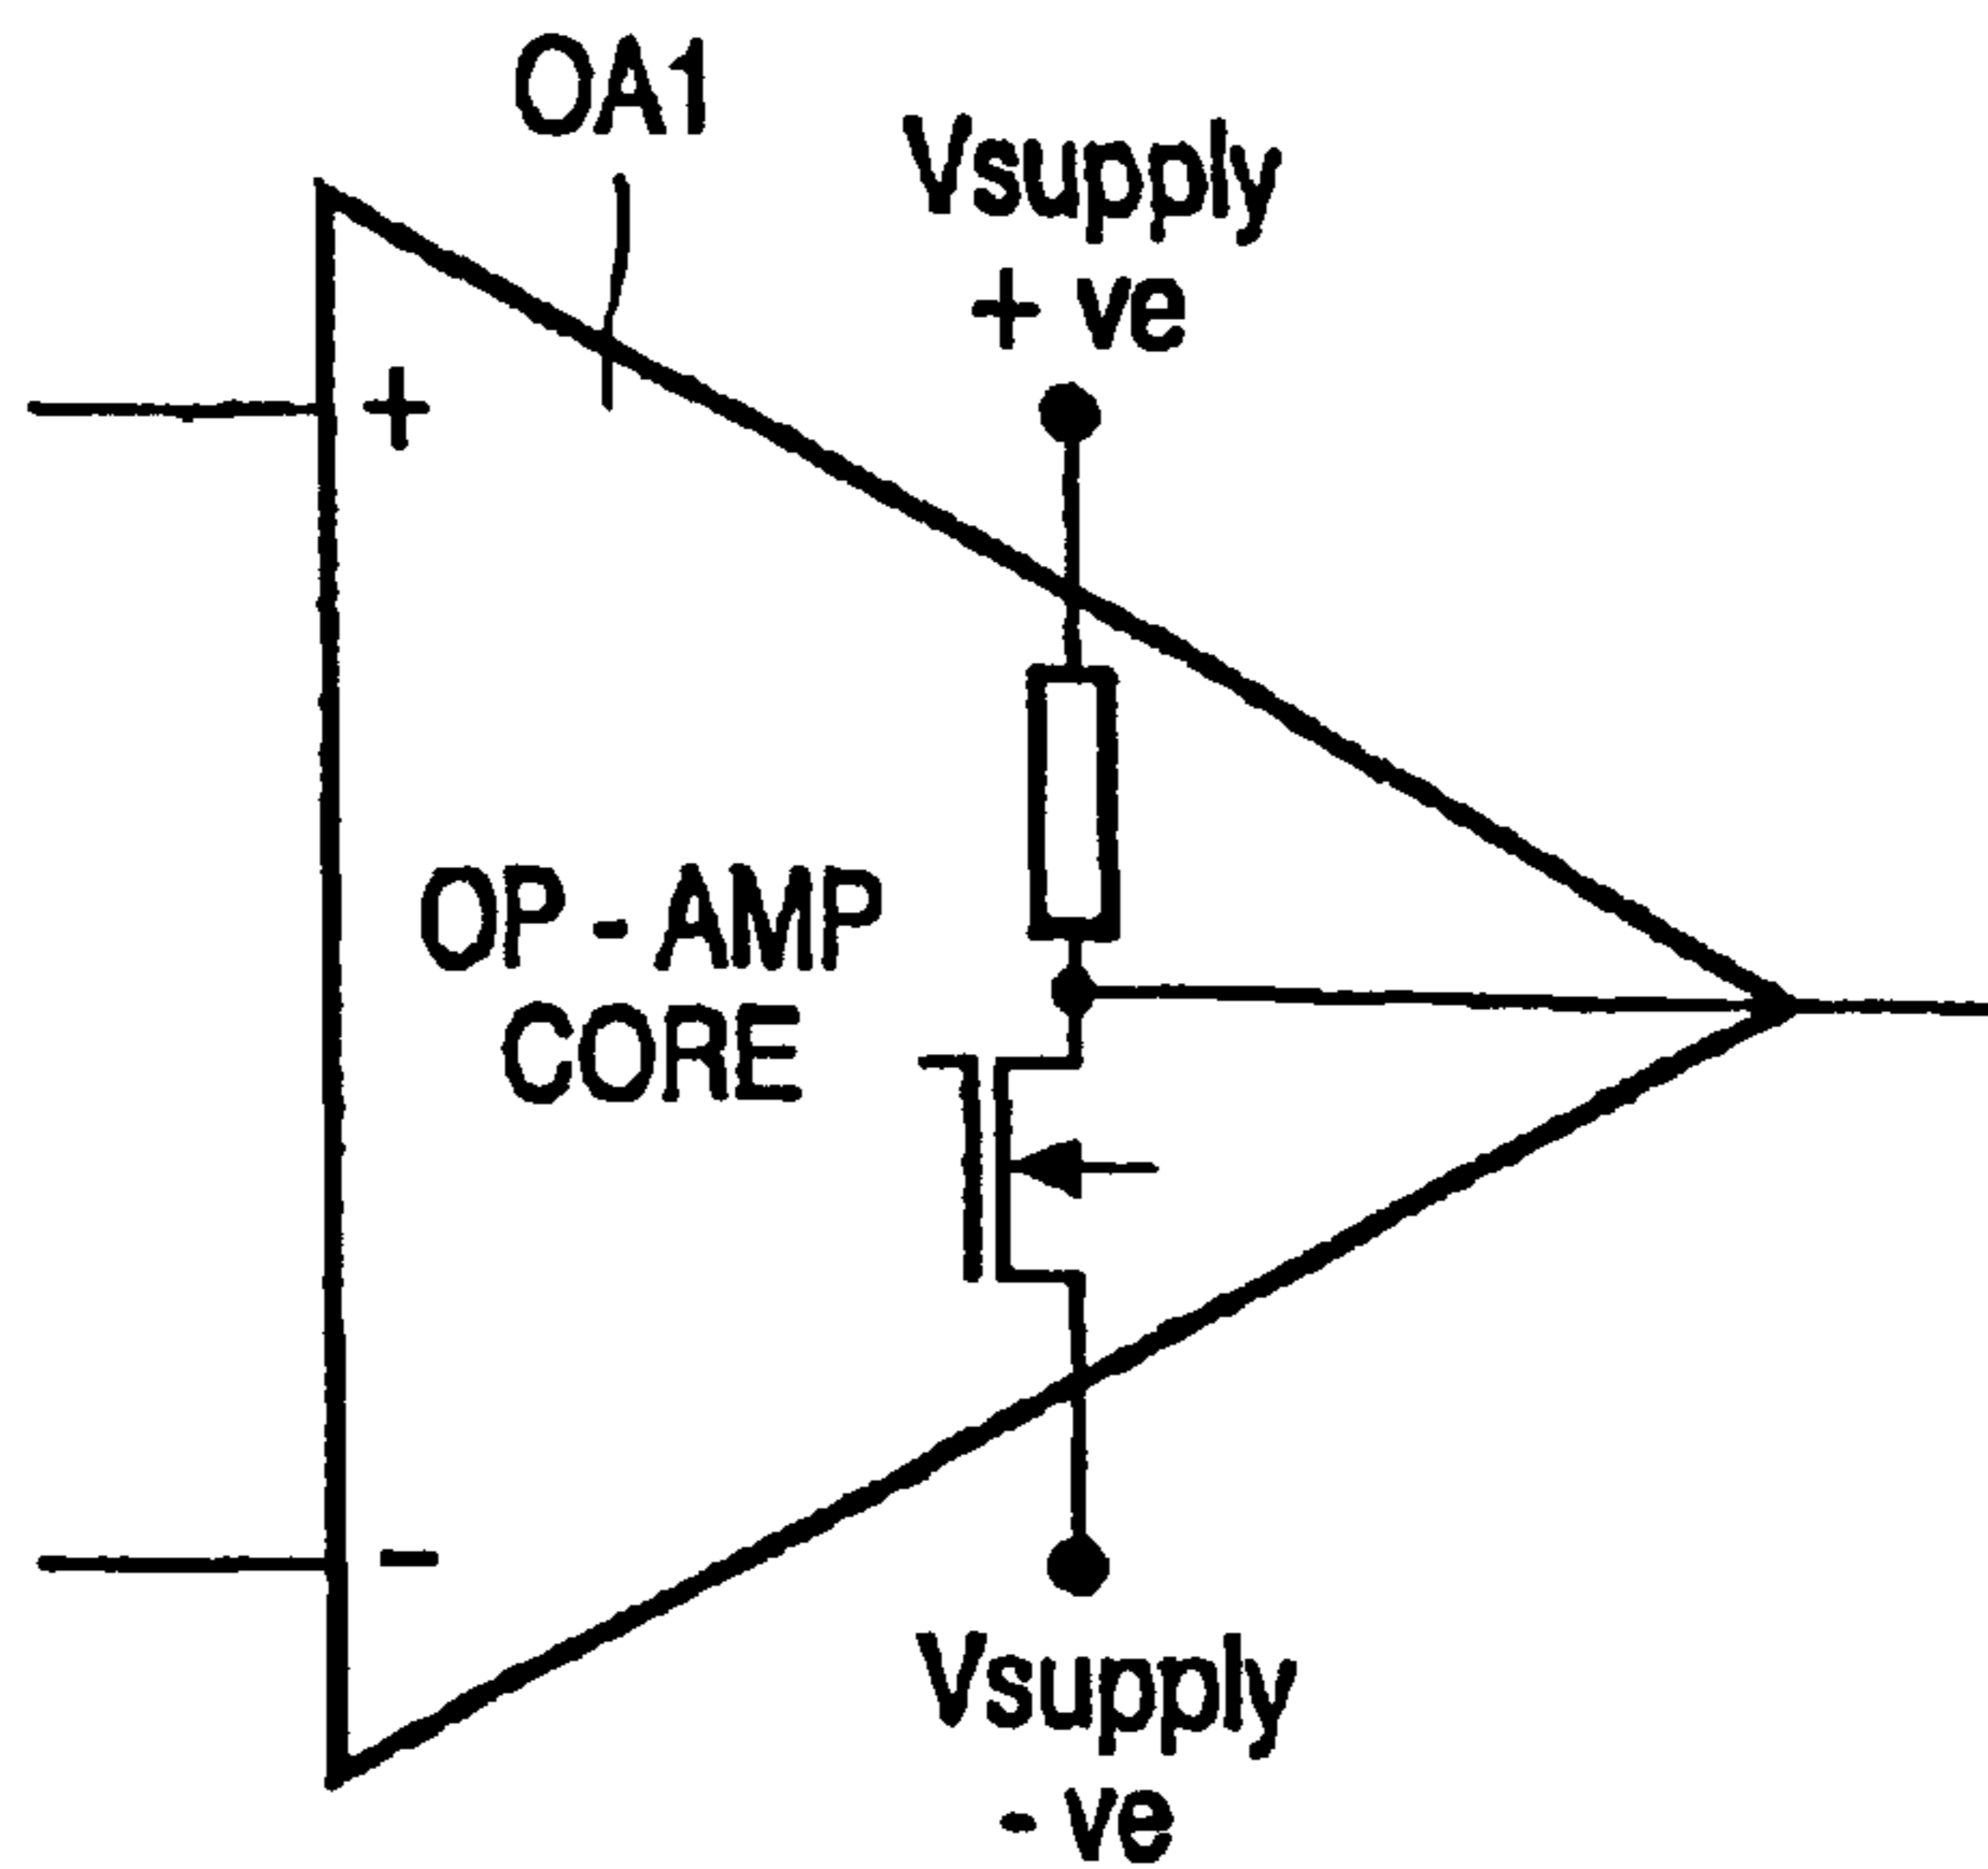 OA1
Vsupply
+ ve
+
OP - AMP
CORE
-
Vsupply
- ve